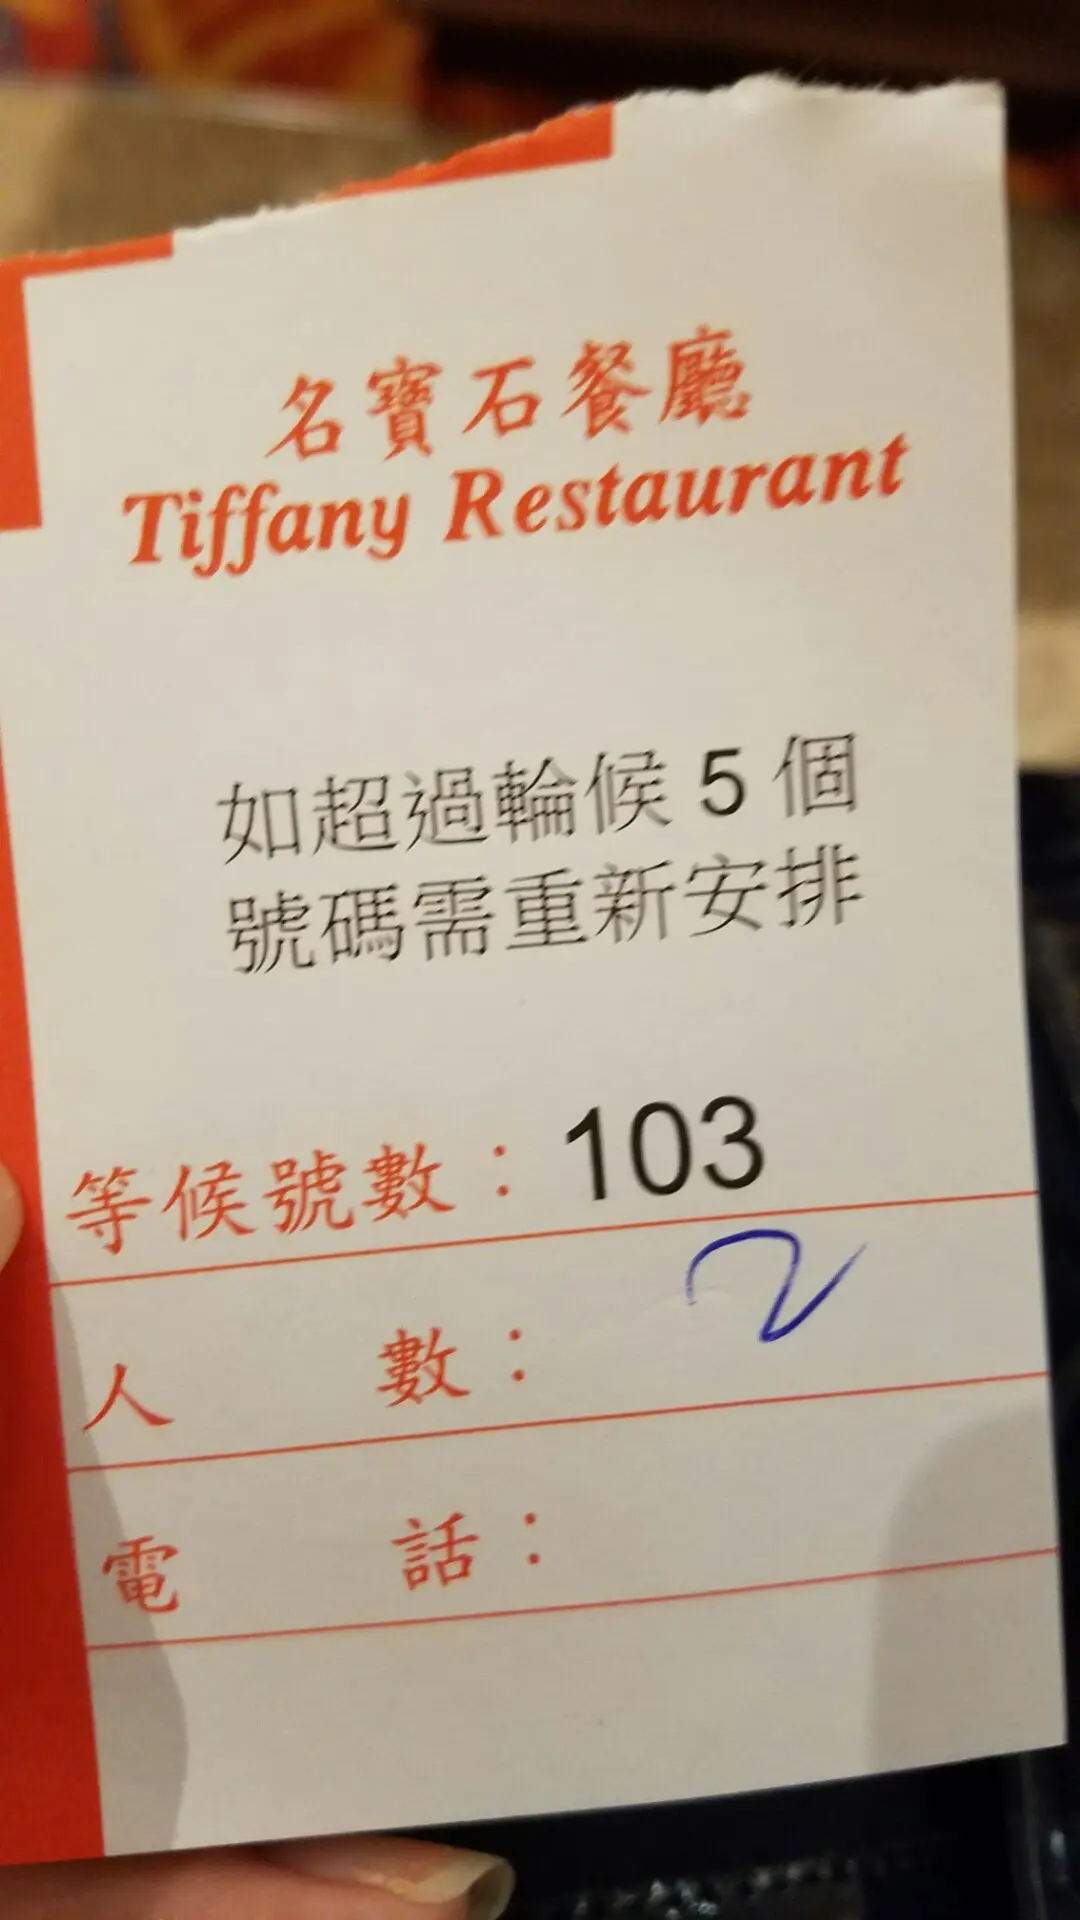 名寶石餐廳
Tiffany Restaurant
如超過輪候 5 個
號碼需重新安排
等候號數：103
人數：2
電話：